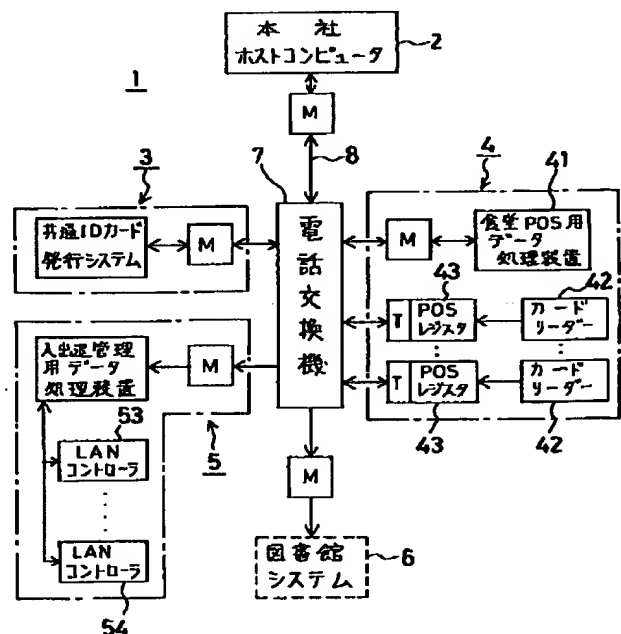 本社
ホストコンピュータ
2
1
M
8
7
3
4
41
共通IDカード
発行システム
M
電話交換機
M
食堂POS用
データ
処理装置
43
42
T
POS
レジスタ
カード
リーダー
入出退管理
用データ
処理装置
M
T
POS
レジスタ
カード
リーダー
43
42
53
LAN
コントローラ
5
M
LAN
コントローラ
54
図書館
システム
6